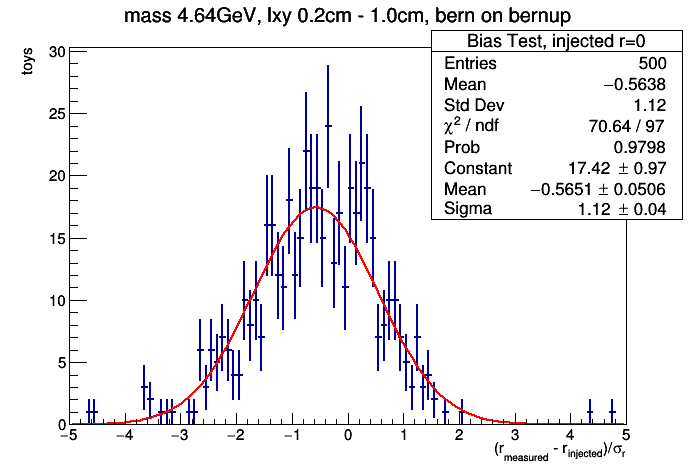 mass 4.64GeV, lxy 0.2cm - 1.0cm, bern on bernup
Bias Test, injected r=0
Entries 500
Mean −0.5638
Std Dev 1.12
χ² / ndf 70.64 / 97
Prob 0.9798
Constant 17.42 ± 0.97
Mean −0.5651 ± 0.0506
Sigma 1.12 ± 0.04
toys
30
25
20
15
10
5
0
−5 −4 −3 −2 −1 0 1 2 3 4 5
(r_measured - r_injected)/σ_r